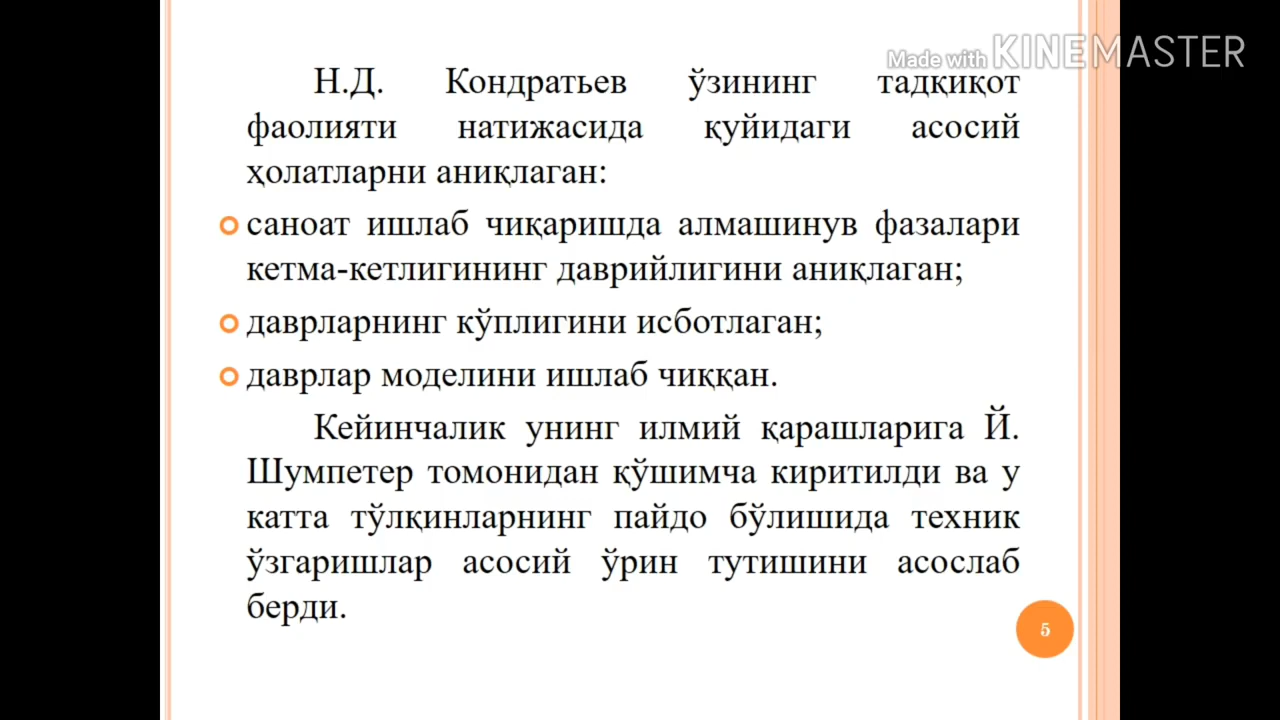 Made with KINEMASTER
Н.Д. Кондратьев ўзининг тадқиқот
фаолияти натижасида қуйидаги асосий
ҳолатларни аниқлаган:
саноат ишлаб чиқаришда алмашинув фазалари
кетма-кетлигининг даврийлигини аниқлаган;
даврларнинг кўплигини исботлаган;
даврлар моделини ишлаб чиққан.
Кейинчалик унинг илмий қарашларига Й.
Шумпетер томонидан қўшимча киритилди ва у
катта тўлқинларнинг пайдо бўлишида техник
ўзгаришлар асосий ўрин тутишини асослаб
берди.
5